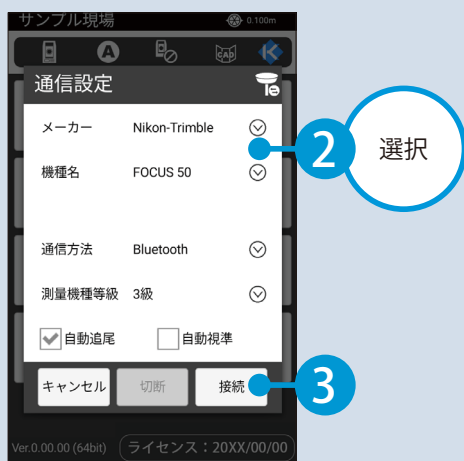 サンプル現場 0.100m
A CAD K
通信設定
メーカー Nikon-Trimble
2 選択
機種名 FOCUS 50
通信方法 Bluetooth
測量機種等級 3級
自動追尾 自動視準
キャンセル 切断 接続 3
Ver.0.00.00 (64bit) ライセンス：20XX/00/00